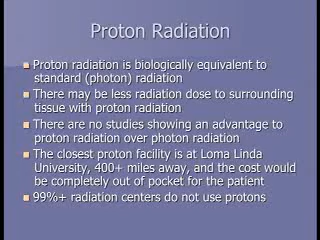 Proton Radiation
Proton radiation is biologically equivalent to
standard (photon) radiation
There may be less radiation dose to surrounding
tissue with proton radiation
There are no studies showing an advantage to
proton radiation over photon radiation
The closest proton facility is at Loma Linda
University, 400+ miles away, and the cost would
be completely out of pocket for the patient
99%+ radiation centers do not use protons